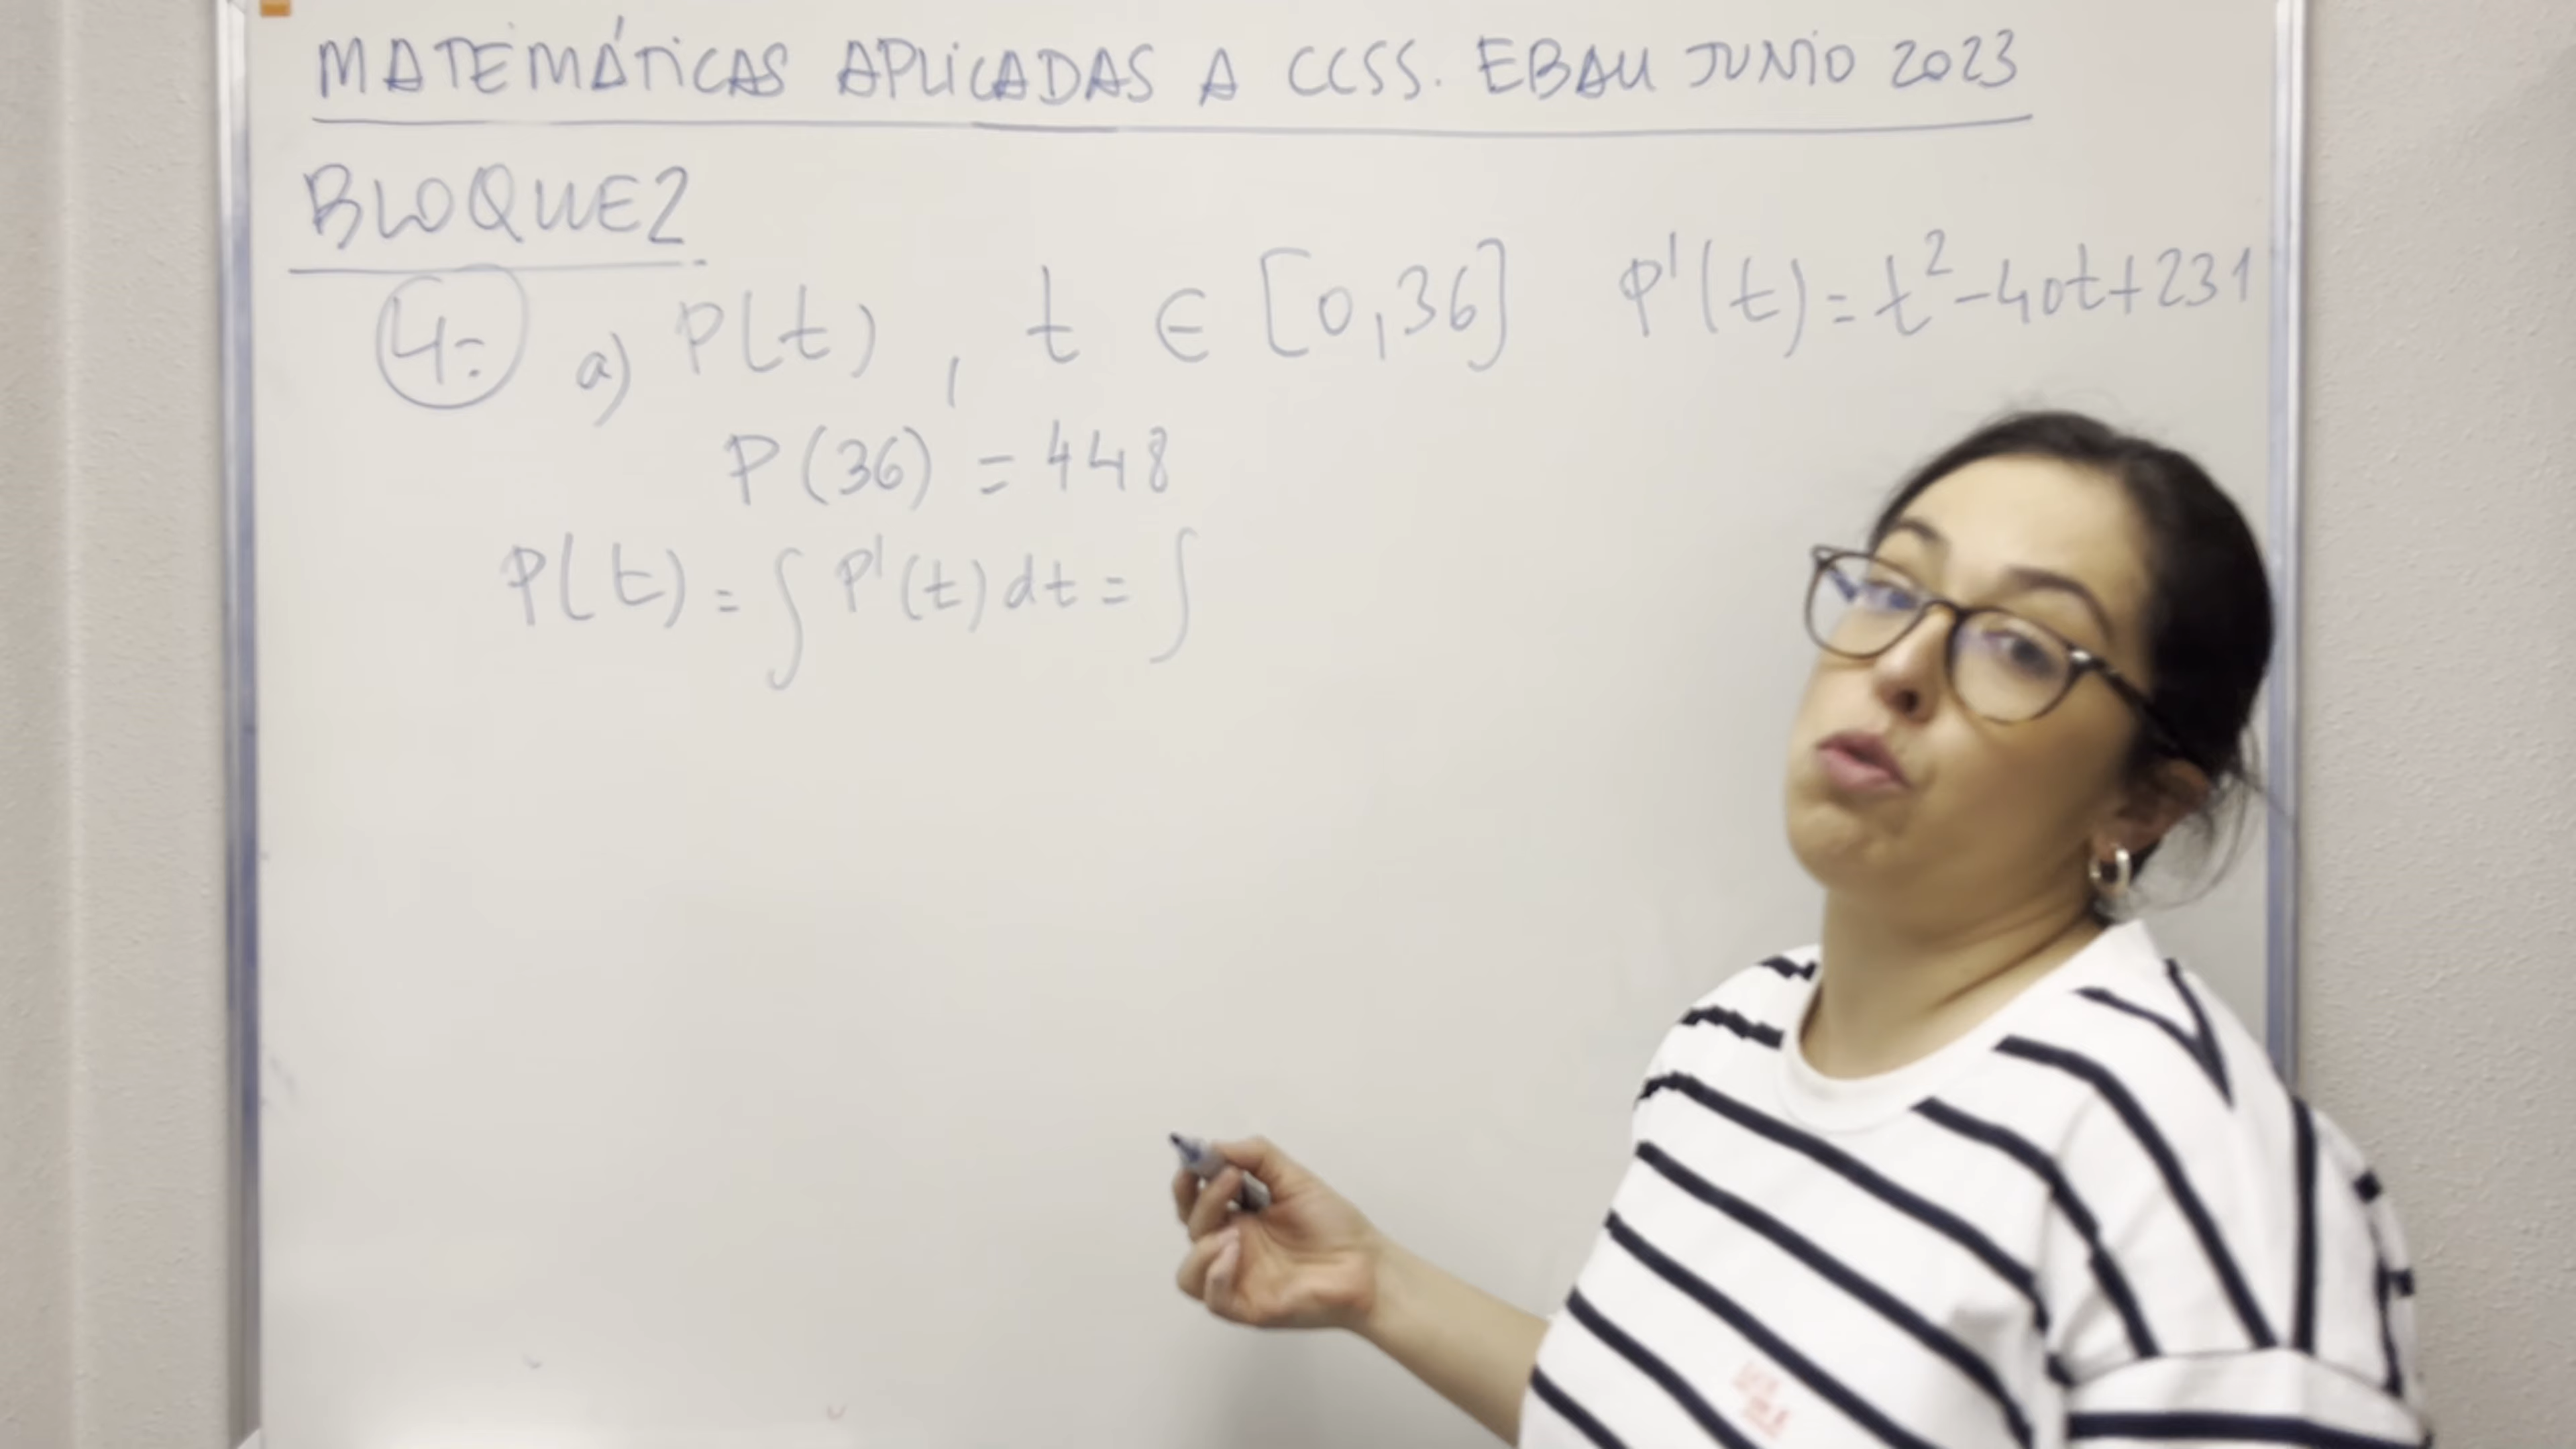 MATEMÁTICAS APLICADAS A CCSS. EBAU JUNIO 2023
BLOQUE 2.
4.- a) P(t), t ∈ [0,36] P'(t) = t² - 40t + 231
P(36) = 448
P(t) = ∫ P'(t) dt = ∫